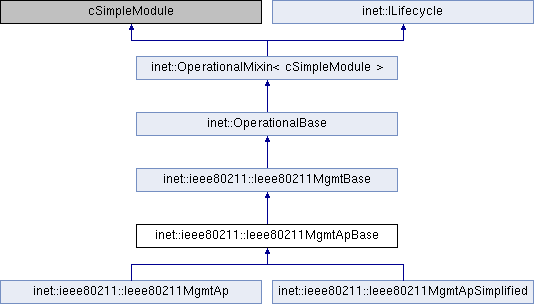 cSimpleModule
inet::ILifecycle
inet::OperationalMixin< cSimpleModule >
inet::OperationalBase
inet::ieee80211::Ieee80211MgmtBase
inet::ieee80211::Ieee80211MgmtApBase
inet::ieee80211::Ieee80211MgmtAp
inet::ieee80211::Ieee80211MgmtApSimplified